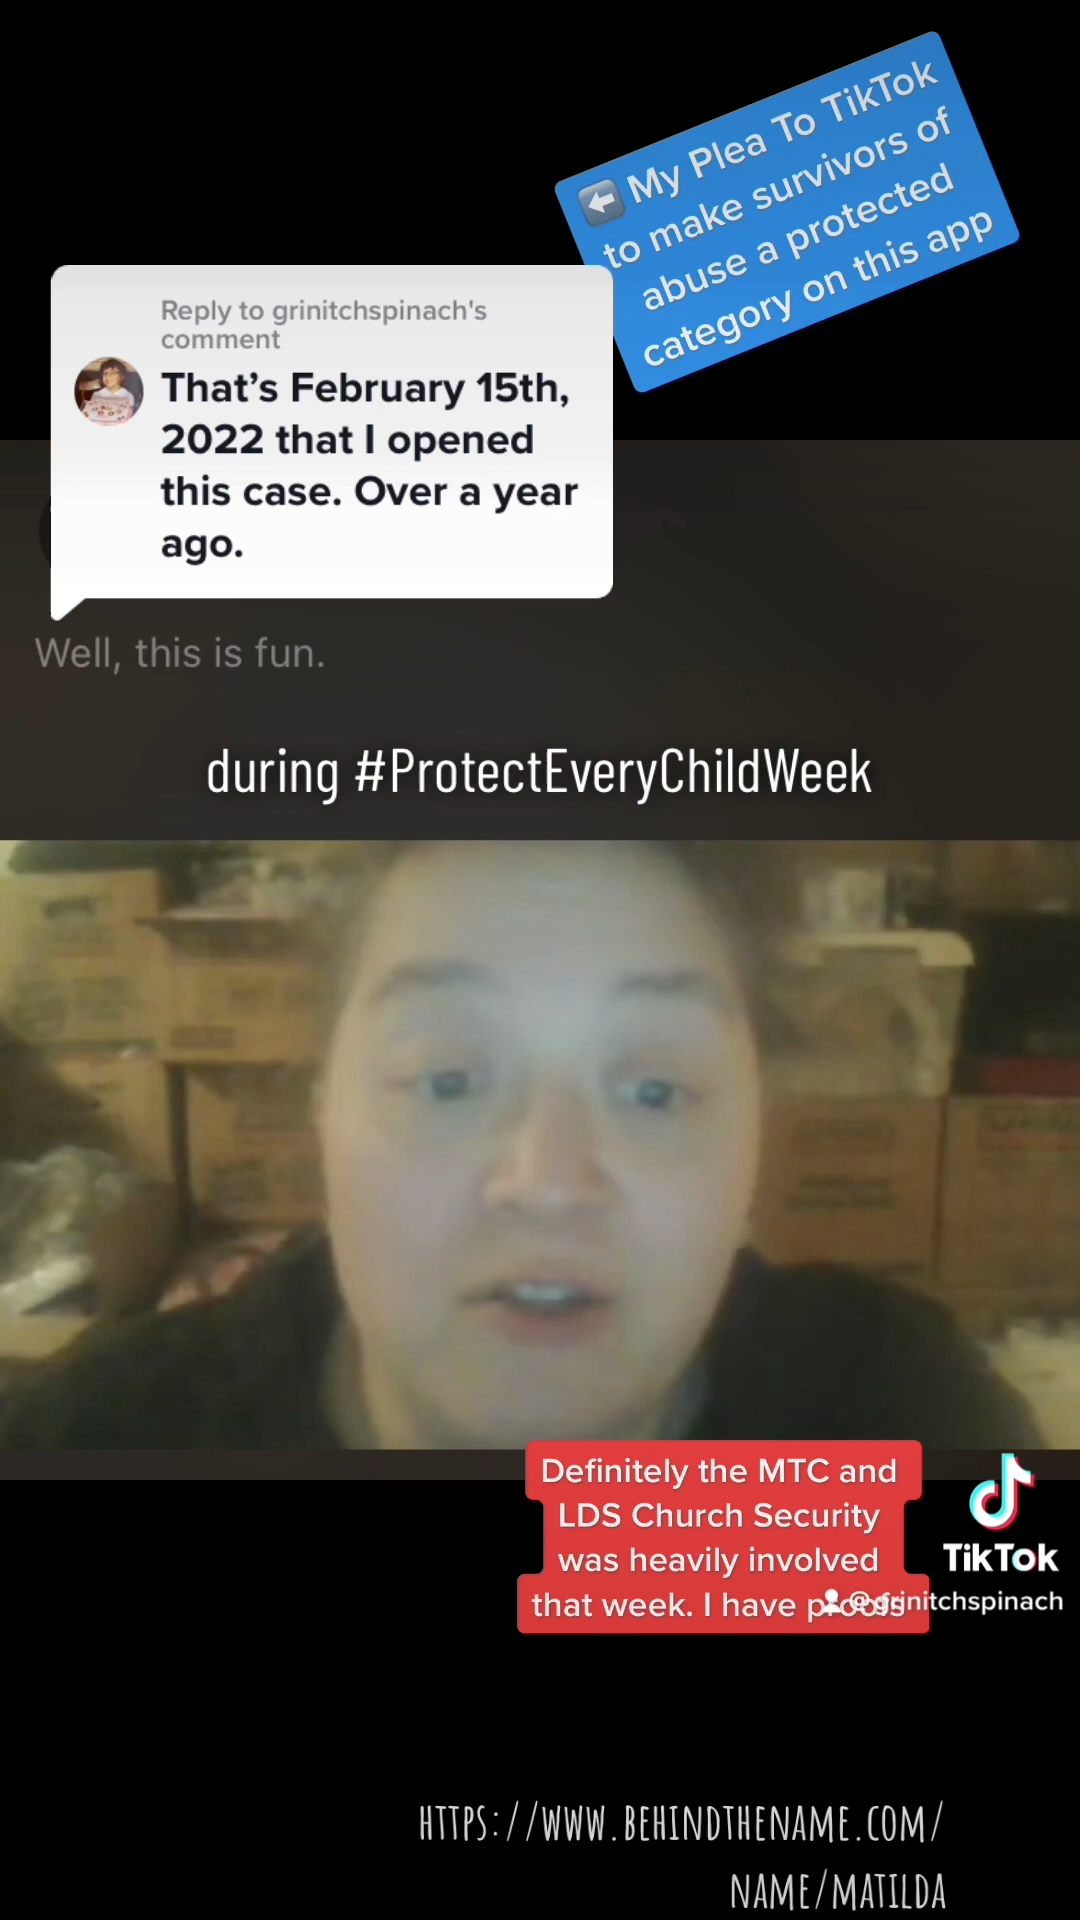 ⬅️ My Plea To TikTok
to make survivors of
abuse a protected
category on this app
Reply to grinitchspinach's
comment
That’s February 15th,
2022 that I opened
this case. Over a year
ago.
Well, this is fun.
during #ProtectEveryChildWeek
Definitely the MTC and
LDS Church Security
was heavily involved
that week. I have proofs
TikTok
@grinitchspinach
HTTPS://WWW.BEHINDTHENAME.COM/
NAME/MATILDA